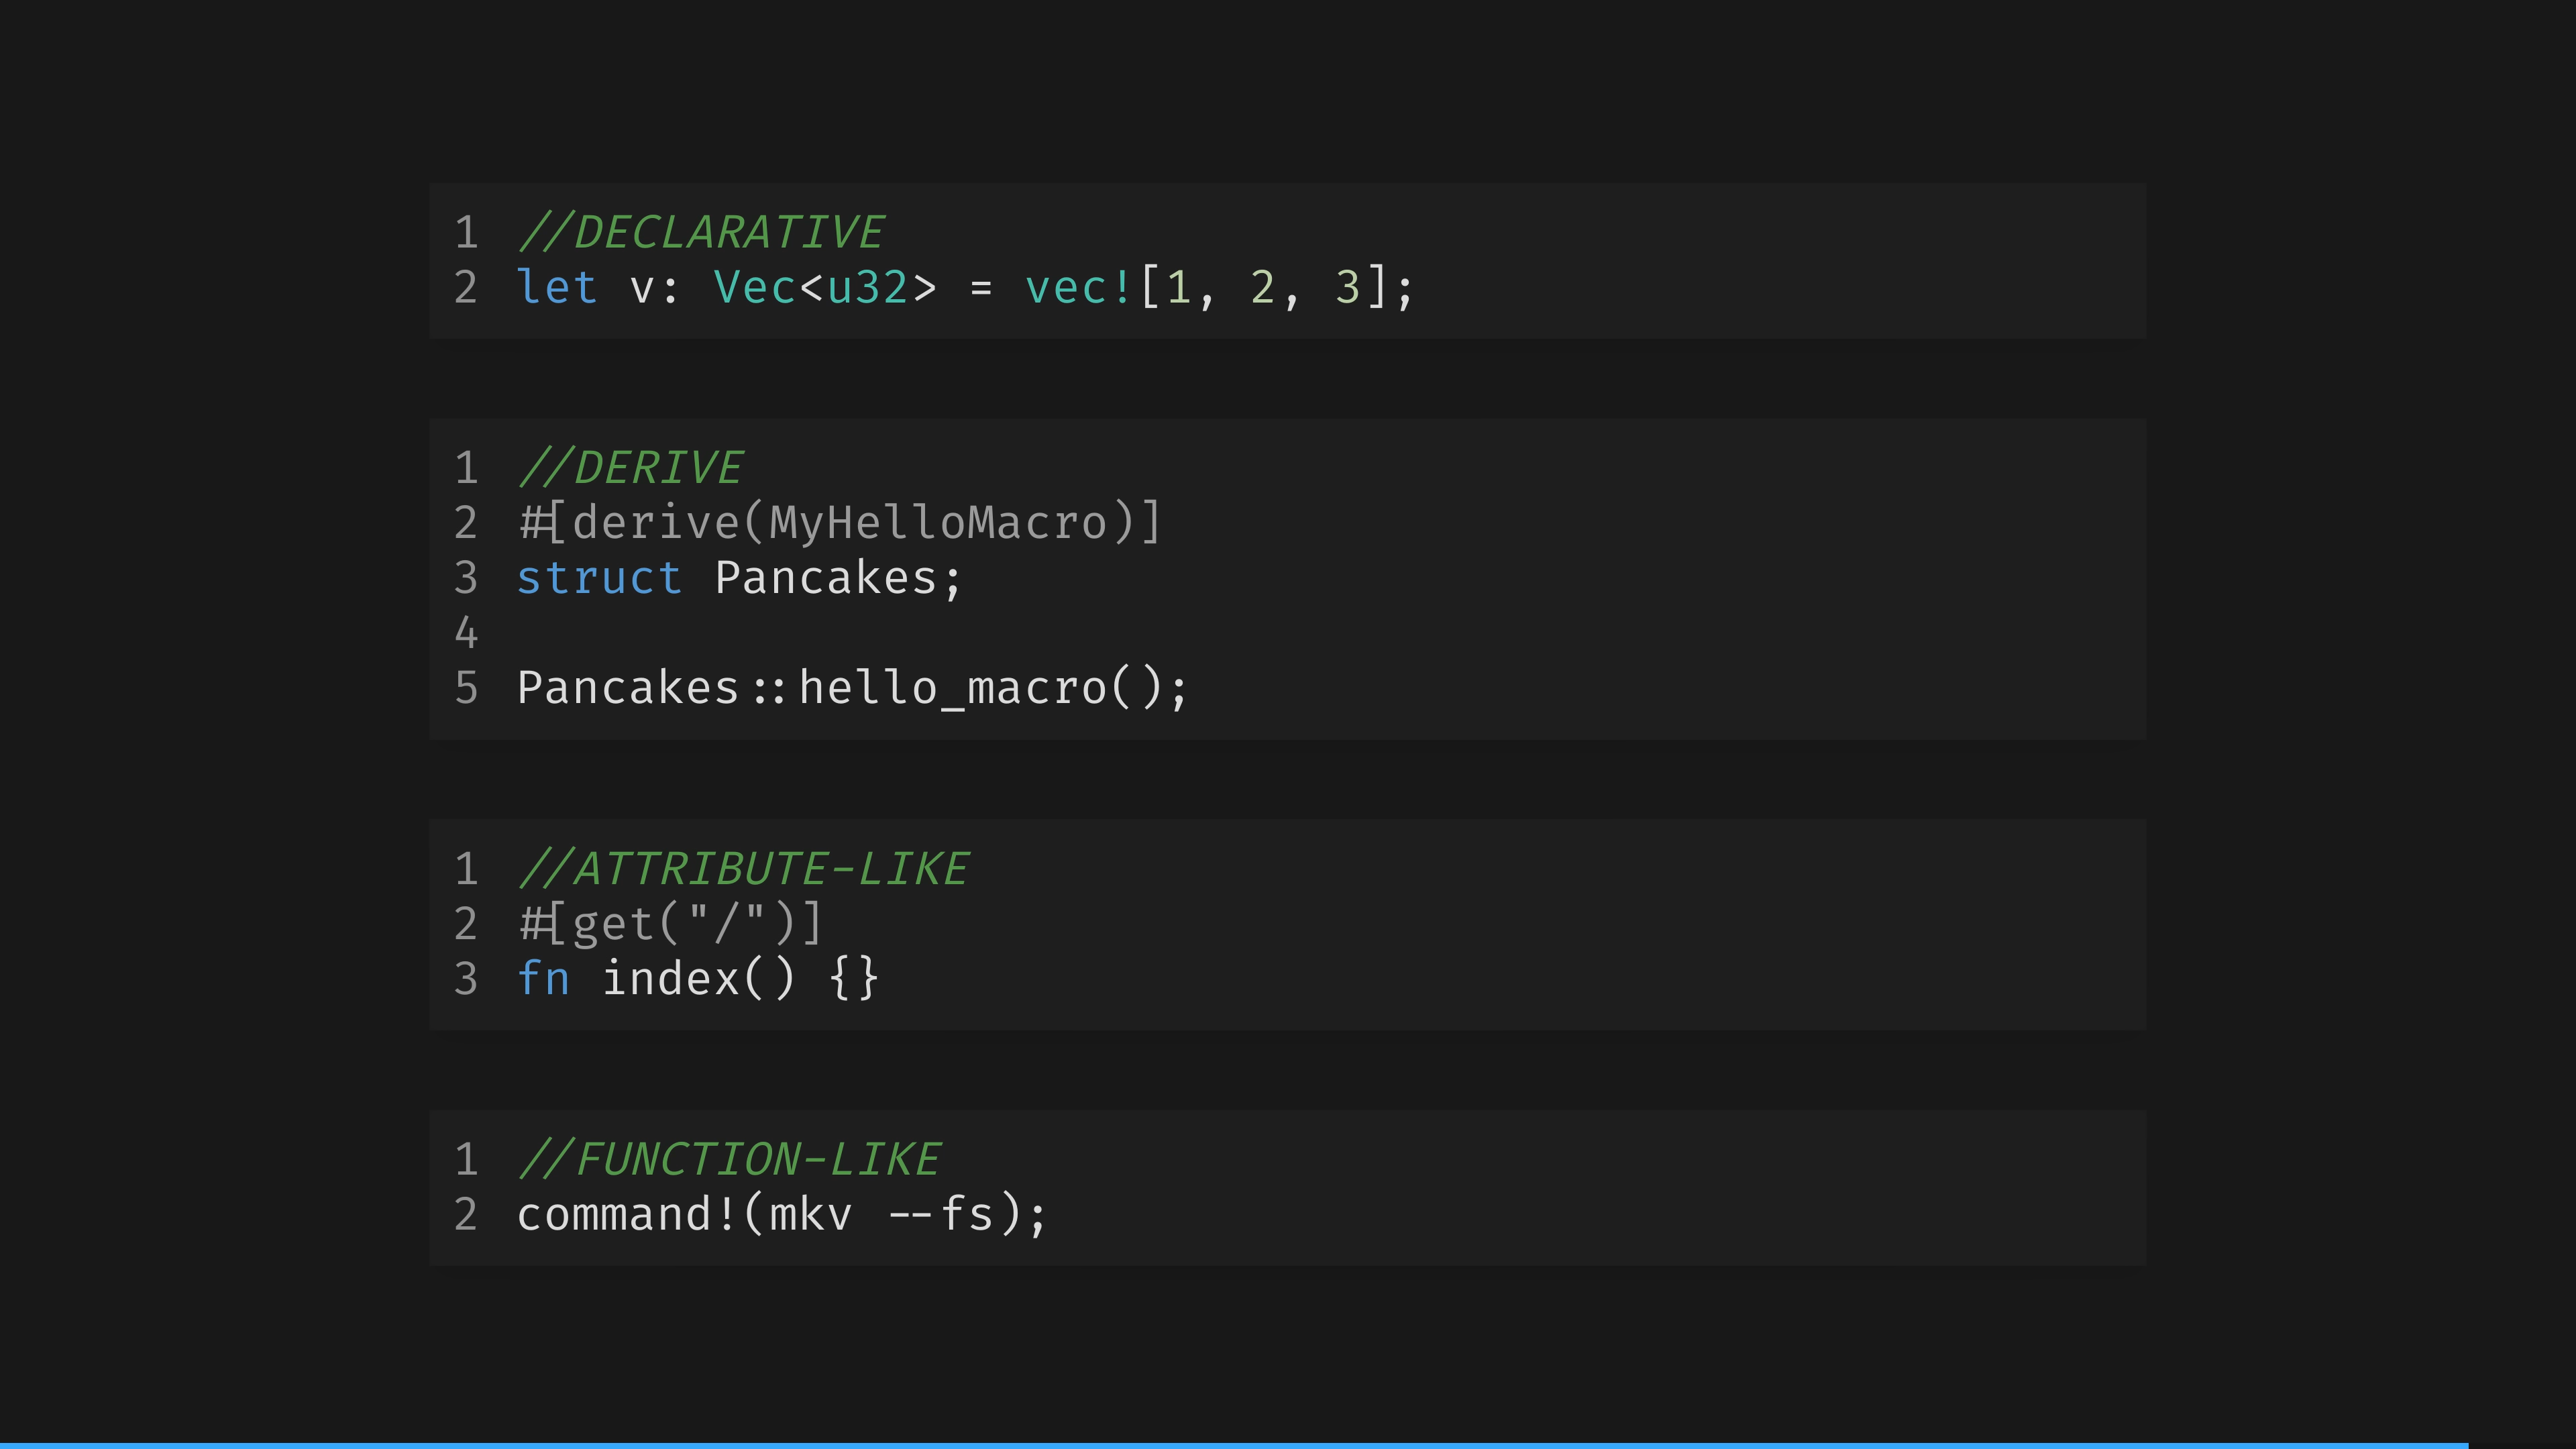 1 //DECLARATIVE
2 let v: Vec<u32> = vec![1, 2, 3];
1 //DERIVE
2 #[derive(MyHelloMacro)]
3 struct Pancakes;
4
5 Pancakes::hello_macro();
1 //ATTRIBUTE-LIKE
2 #[get("/")]
3 fn index() {}
1 //FUNCTION-LIKE
2 command!(mkv --fs);